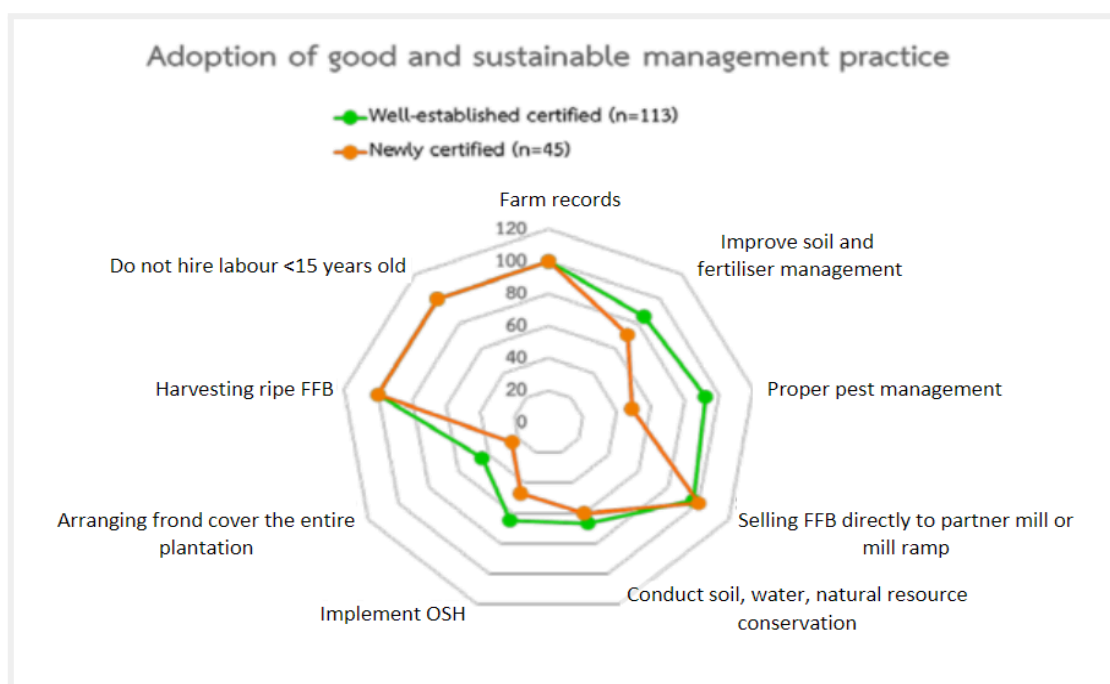 Adoption of good and sustainable management practice
Well-established certified (n=113)
Newly certified (n=45)
Farm records
120
100
80
60
40
20
0
Improve soil and
fertiliser management
Proper pest management
Selling FFB directly to partner mill or
mill ramp
Conduct soil, water, natural resource
conservation
Implement OSH
Arranging frond cover the entire
plantation
Harvesting ripe FFB
Do not hire labour <15 years old